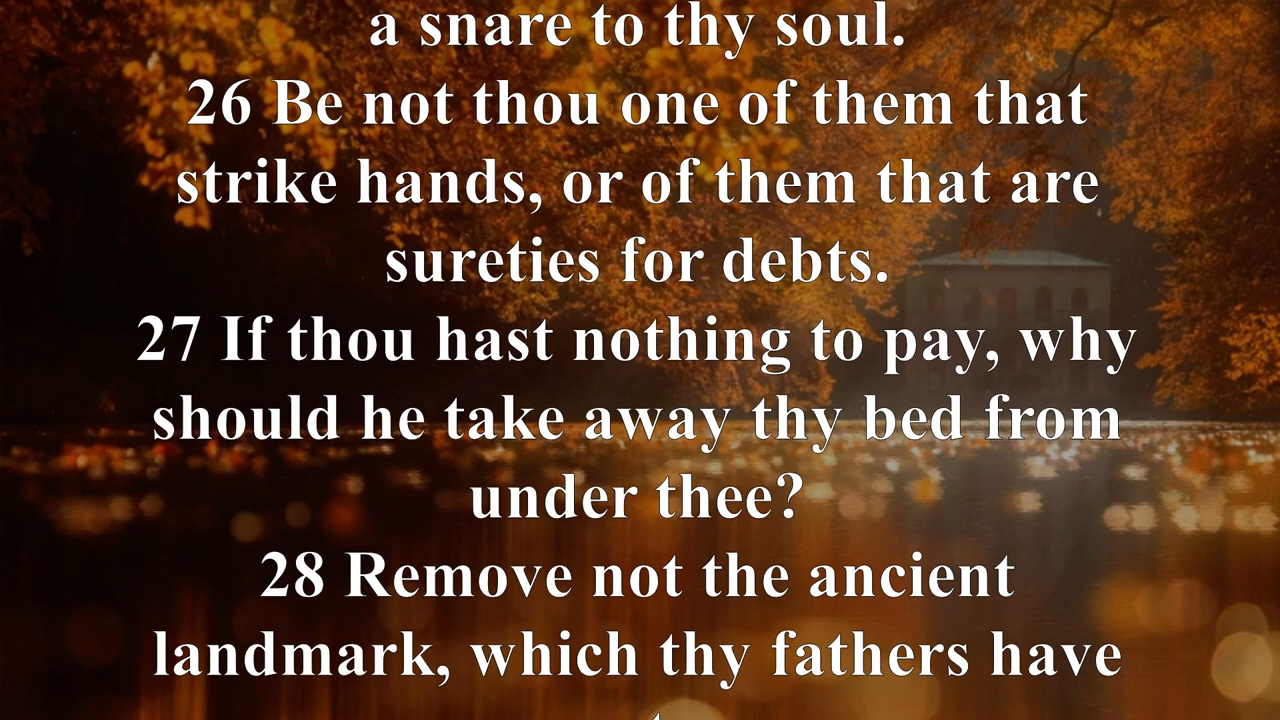 a snare to thy soul.
26 Be not thou one of them that
strike hands, or of them that are
sureties for debts.
27 If thou hast nothing to pay, why
should he take away thy bed from
under thee?
28 Remove not the ancient
landmark, which thy fathers have